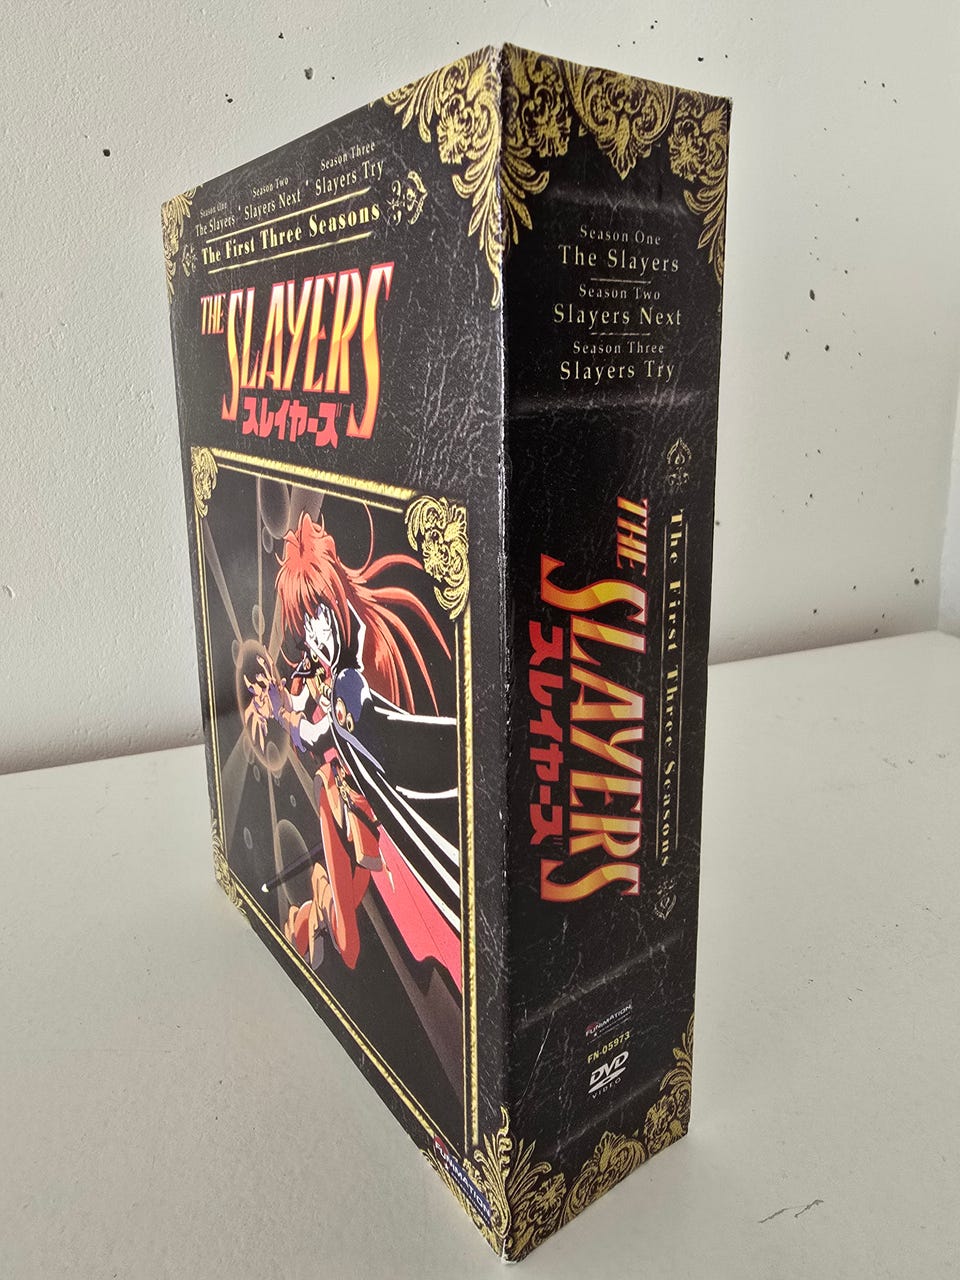 Season One
Season Two
Season Three
The Slayers
Slayers Next
Slayers Try
The First Three Seasons
THE SLAYERS
スレイヤーズ
FUNIMATION
Season One
The Slayers
Season Two
Slayers Next
Season Three
Slayers Try
THE SLAYERS
スレイヤーズ
The First Three Seasons
FUNIMATION
FN-05973
DVD
VIDEO